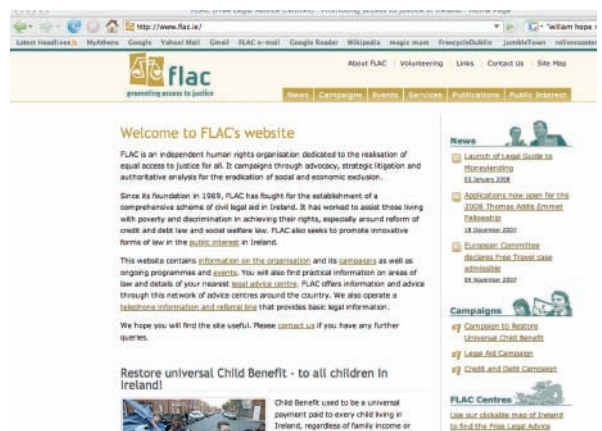 FLAC (Free Legal Advice Centres) : Promoting access to justice in Ireland : Home Page
http://www.flac.ie/
"willam hope
Latest Headlines MyAthens Google Yahoo! Mail Gmail FLAC e-mail Google Reader Wikipedia magic mum FreecycleDublin JumbleTown
About FLAC Volunteering Links Contact Us Site Map
flac
promoting access to justice
News Campaigns Events Services Publications Public Interest
Welcome to FLAC's website
FLAC is an independent human rights organisation dedicated to the realisation of
equal access to justice for all. It campaigns through advocacy, strategic litigation and
authoritative analysis for the eradication of social and economic exclusion.
Since its foundation in 1969, FLAC has fought for the establishment of a
comprehensive scheme of civil legal aid in Ireland. It has worked to assist those living
with poverty and discrimination in achieving their rights, especially around reform of
credit and debt law and social welfare law. FLAC also seeks to promote innovative
forms of law in the public interest in Ireland.
This website contains information on the organisation and its campaigns as well as
ongoing programmes and events. You will also find practical information on areas of
law and details of your nearest legal advice centre. FLAC offers information and advice
through this network of advice centres around the country. We also operate a
telephone information and referral line that provides basic legal information.
We hope you will find the site useful. Please contact us if you have any further
queries.
Restore universal Child Benefit - to all children in
Ireland!
Child Benefit used to be a universal
payment paid to every child living in
Ireland, regardless of family income or
News
Launch of Legal Guide to
Moneylending
03 January 2008
Applications now open for the
2008 Thomas Addis Emmet
Fellowship
18 December 2007
European Committee
declares Free Travel case
admissible
November 2007
Campaigns
Campaign to Restore
Universal Child Benefit
Legal Aid Campaign
Credit and Debt Campaign
FLAC Centres
Use our clickable map of Ireland
to find the Free Legal Advice